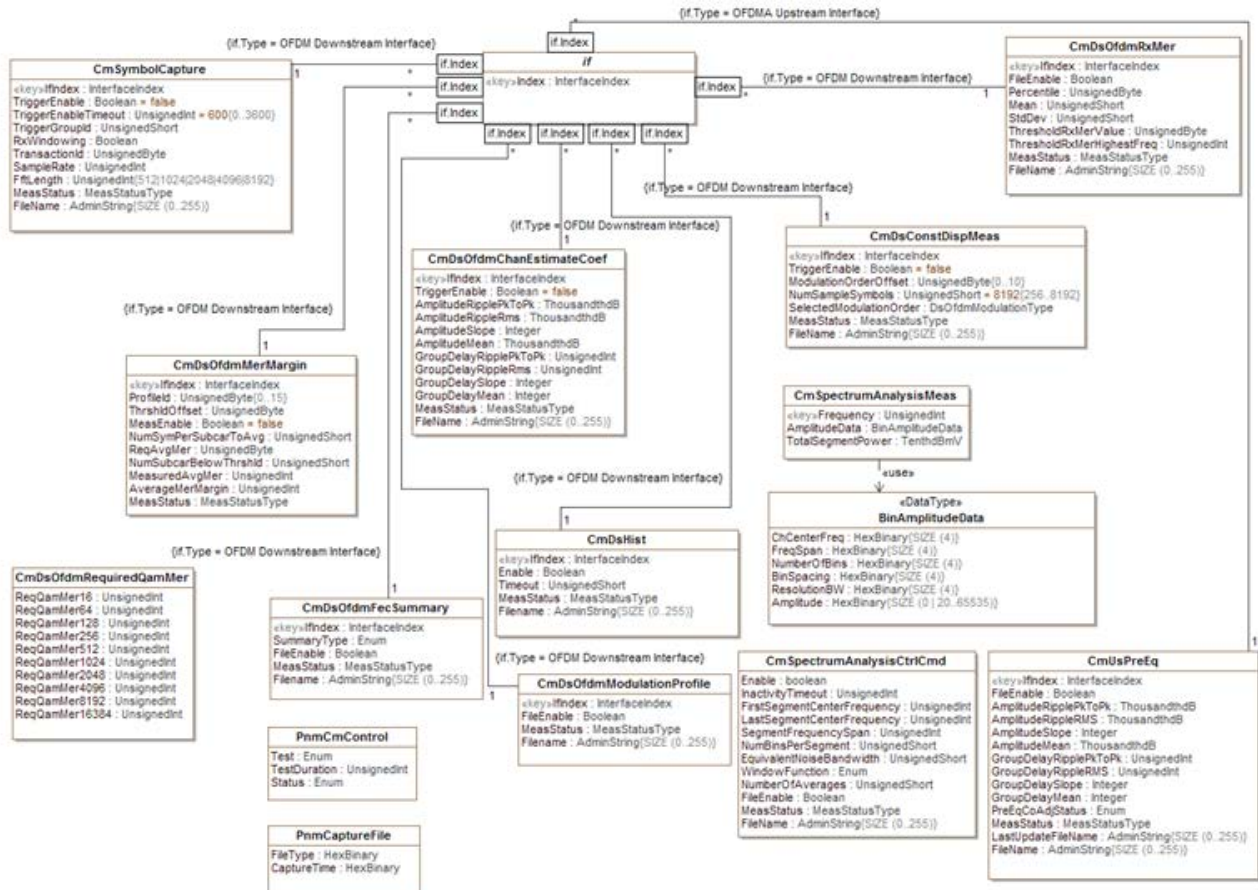 {if.Type = OFDMA Upstream Interface}
{if.Type = OFDM Downstream Interface}
if.Index
*
CmSymbolCapture
«key»IfIndex : InterfaceIndex
TriggerEnable : Boolean = false
TriggerEnableTimeout : UnsignedInt = 600{0..3600}
TriggerGroupId : UnsignedShort
RxWindowing : Boolean
TransactionId : UnsignedByte
SampleRate : UnsignedInt
FftLength : UnsignedInt{512|1024|2048|4096|8192}
MeasStatus : MeasStatusType
FileName : AdminString{SIZE (0..255)}
1
*
if.Index
*
if.Index
*
if.Index
if
«key»Index : InterfaceIndex
if.Index
*
{if.Type = OFDM Downstream Interface}
1
if.Index
if.Index
if.Index
if.Index
*
*
*
*
CmDsOfdmRxMer
«key»IfIndex : InterfaceIndex
FileEnable : Boolean
Percentile : UnsignedByte
Mean : UnsignedShort
StdDev : UnsignedShort
ThresholdRxMerValue : UnsignedByte
ThresholdRxMerHighestFreq : UnsignedInt
MeasStatus : MeasStatusType
FileName : AdminString{SIZE (0..255)}
{if.Type = OFDM Downstream Interface}
1
{if.Type = OFDM Downstream Interface}
1
CmDsOfdmChanEstimateCoef
«key»IfIndex : InterfaceIndex
TriggerEnable : Boolean = false
AmplitudeRipplePkToPk : ThousandthdB
AmplitudeRippleRms : ThousandthdB
AmplitudeSlope : Integer
AmplitudeMean : ThousandthdB
GroupDelayRipplePkToPk : UnsignedInt
GroupDelayRippleRms : UnsignedInt
GroupDelaySlope : Integer
GroupDelayMean : Integer
MeasStatus : MeasStatusType
FileName : AdminString{SIZE (0..255)}
CmDsConstDispMeas
«key»IfIndex : InterfaceIndex
TriggerEnable : Boolean = false
ModulationOrderOffset : UnsignedByte{0..10}
NumSampleSymbols : UnsignedShort = 8192{256..8192}
SelectedModulationOrder : DsOfdmModulationType
MeasStatus : MeasStatusType
FileName : AdminString{SIZE (0..255)}
{if.Type = OFDM Downstream Interface}
1
CmDsOfdmMerMargin
«key»IfIndex : InterfaceIndex
ProfileId : UnsignedByte{0..15}
ThrshldOffset : UnsignedByte
MeasEnable : Boolean = false
NumSymPerSubcarToAvg : UnsignedShort
ReqAvgMer : UnsignedByte
NumSubcarBelowThrshld : UnsignedShort
MeasuredAvgMer : UnsignedInt
AverageMerMargin : UnsignedInt
MeasStatus : MeasStatusType
CmSpectrumAnalysisMeas
«key»Frequency : UnsignedInt
AmplitudeData : BinAmplitudeData
TotalSegmentPower : TenthdBmV
«use»
«DataType»
BinAmplitudeData
ChCenterFreq : HexBinary{SIZE (4)}
FreqSpan : HexBinary{SIZE (4)}
NumberOfBins : HexBinary{SIZE (4)}
BinSpacing : HexBinary{SIZE (4)}
ResolutionBW : HexBinary{SIZE (4)}
Amplitude : HexBinary{SIZE (0 | 20..65535)}
{if.Type = OFDM Downstream Interface}
1
CmDsHist
«key»IfIndex : InterfaceIndex
Enable : Boolean
Timeout : UnsignedShort
MeasStatus : MeasStatusType
Filename : AdminString{SIZE (0..255)}
{if.Type = OFDM Downstream Interface}
1
CmDsOfdmRequiredQamMer
ReqQamMer16 : UnsignedInt
ReqQamMer64 : UnsignedInt
ReqQamMer128 : UnsignedInt
ReqQamMer256 : UnsignedInt
ReqQamMer512 : UnsignedInt
ReqQamMer1024 : UnsignedInt
ReqQamMer2048 : UnsignedInt
ReqQamMer4096 : UnsignedInt
ReqQamMer8192 : UnsignedInt
ReqQamMer16384 : UnsignedInt
CmDsOfdmFecSummary
«key»IfIndex : InterfaceIndex
SummaryType : Enum
FileEnable : Boolean
MeasStatus : MeasStatusType
Filename : AdminString{SIZE (0..255)}
{if.Type = OFDM Downstream Interface}
1
CmDsOfdmModulationProfile
«key»IfIndex : InterfaceIndex
FileEnable : Boolean
MeasStatus : MeasStatusType
Filename : AdminString{SIZE (0..255)}
CmSpectrumAnalysisCtrlCmd
Enable : boolean
InactivityTimeout : UnsignedInt
FirstSegmentCenterFrequency : UnsignedInt
LastSegmentCenterFrequency : UnsignedInt
SegmentFrequencySpan : UnsignedInt
NumBinsPerSegment : UnsignedShort
EquivalentNoiseBandwidth : UnsignedShort
WindowFunction : Enum
NumberOfAverages : UnsignedShort
FileEnable : Boolean
MeasStatus : MeasStatusType
FileName : AdminString{SIZE (0..255)}
1
CmUsPreEq
«key»IfIndex : InterfaceIndex
FileEnable : Boolean
AmplitudeRipplePkToPk : ThousandthdB
AmplitudeRippleRMS : ThousandthdB
AmplitudeSlope : Integer
AmplitudeMean : ThousandthdB
GroupDelayRipplePkToPk : UnsignedInt
GroupDelayRippleRMS : UnsignedInt
GroupDelaySlope : Integer
GroupDelayMean : Integer
PreEqCoAdjStatus : Enum
MeasStatus : MeasStatusType
LastUpdateFileName : AdminString{SIZE (0..255)}
FileName : AdminString{SIZE (0..255)}
PnmCmControl
Test : Enum
TestDuration : UnsignedInt
Status : Enum
PnmCaptureFile
FileType : HexBinary
CaptureTime : HexBinary